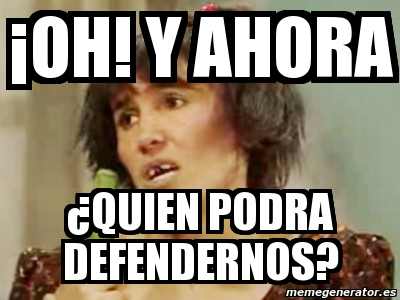 ¡OH! Y AHORA
¿QUIEN PODRA
DEFENDERNOS?
memegenerator.es